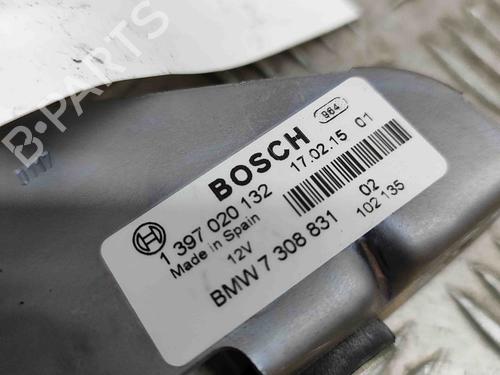 B-PARTS
964
BOSCH
17.02.15 01
1 397 020 132
Made in Spain
12V
02
BMW 7 308 831
102 135